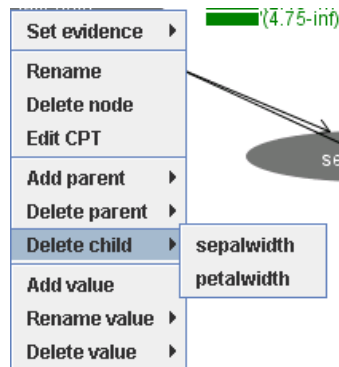 '(4.75-inf)
Set evidence
Rename
Delete node
Edit CPT
se
Add parent
Delete parent
Delete child
sepalwidth
petalwidth
Add value
Rename value
Delete value